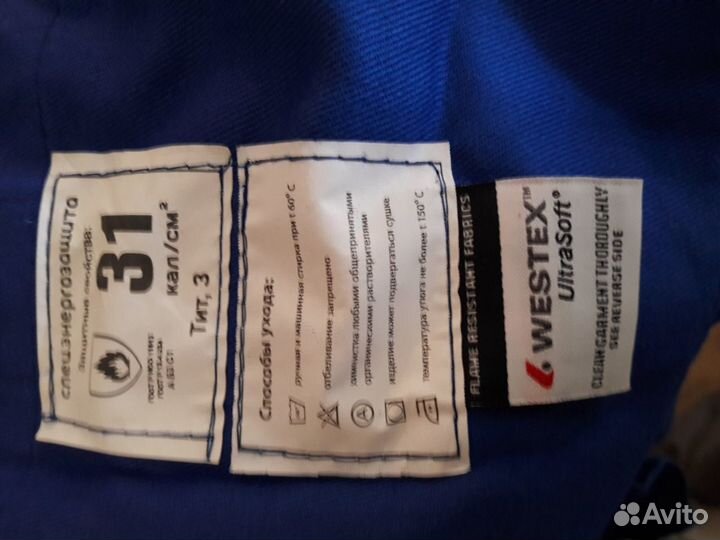 спецэнергозащита
Защитные свойства:
31
кал/см²
Тит, 3
Способы ухода:
ручная и машинная стирка при t 60° C
отбеливание запрещено
химчистка любыми общепринятыми
органическими растворителями
изделие может подвергаться сушке
температура утюга не более t 150° C
FLAME RESISTANT FABRICS
WESTEX™
UltraSoft®
CLEAN GARMENT THOROUGHLY
SEE REVERSE SIDE
Avito